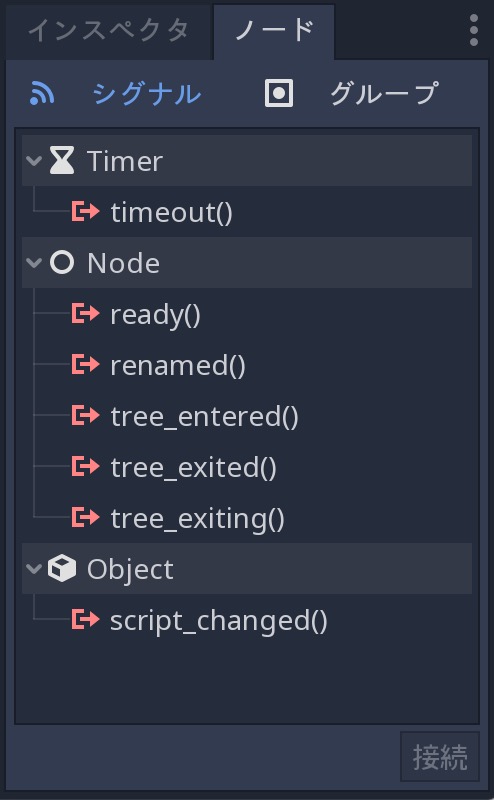 インスペクタ ノード
シグナル グループ
Timer
timeout()
Node
ready()
renamed()
tree_entered()
tree_exited()
tree_exiting()
Object
script_changed()
接続